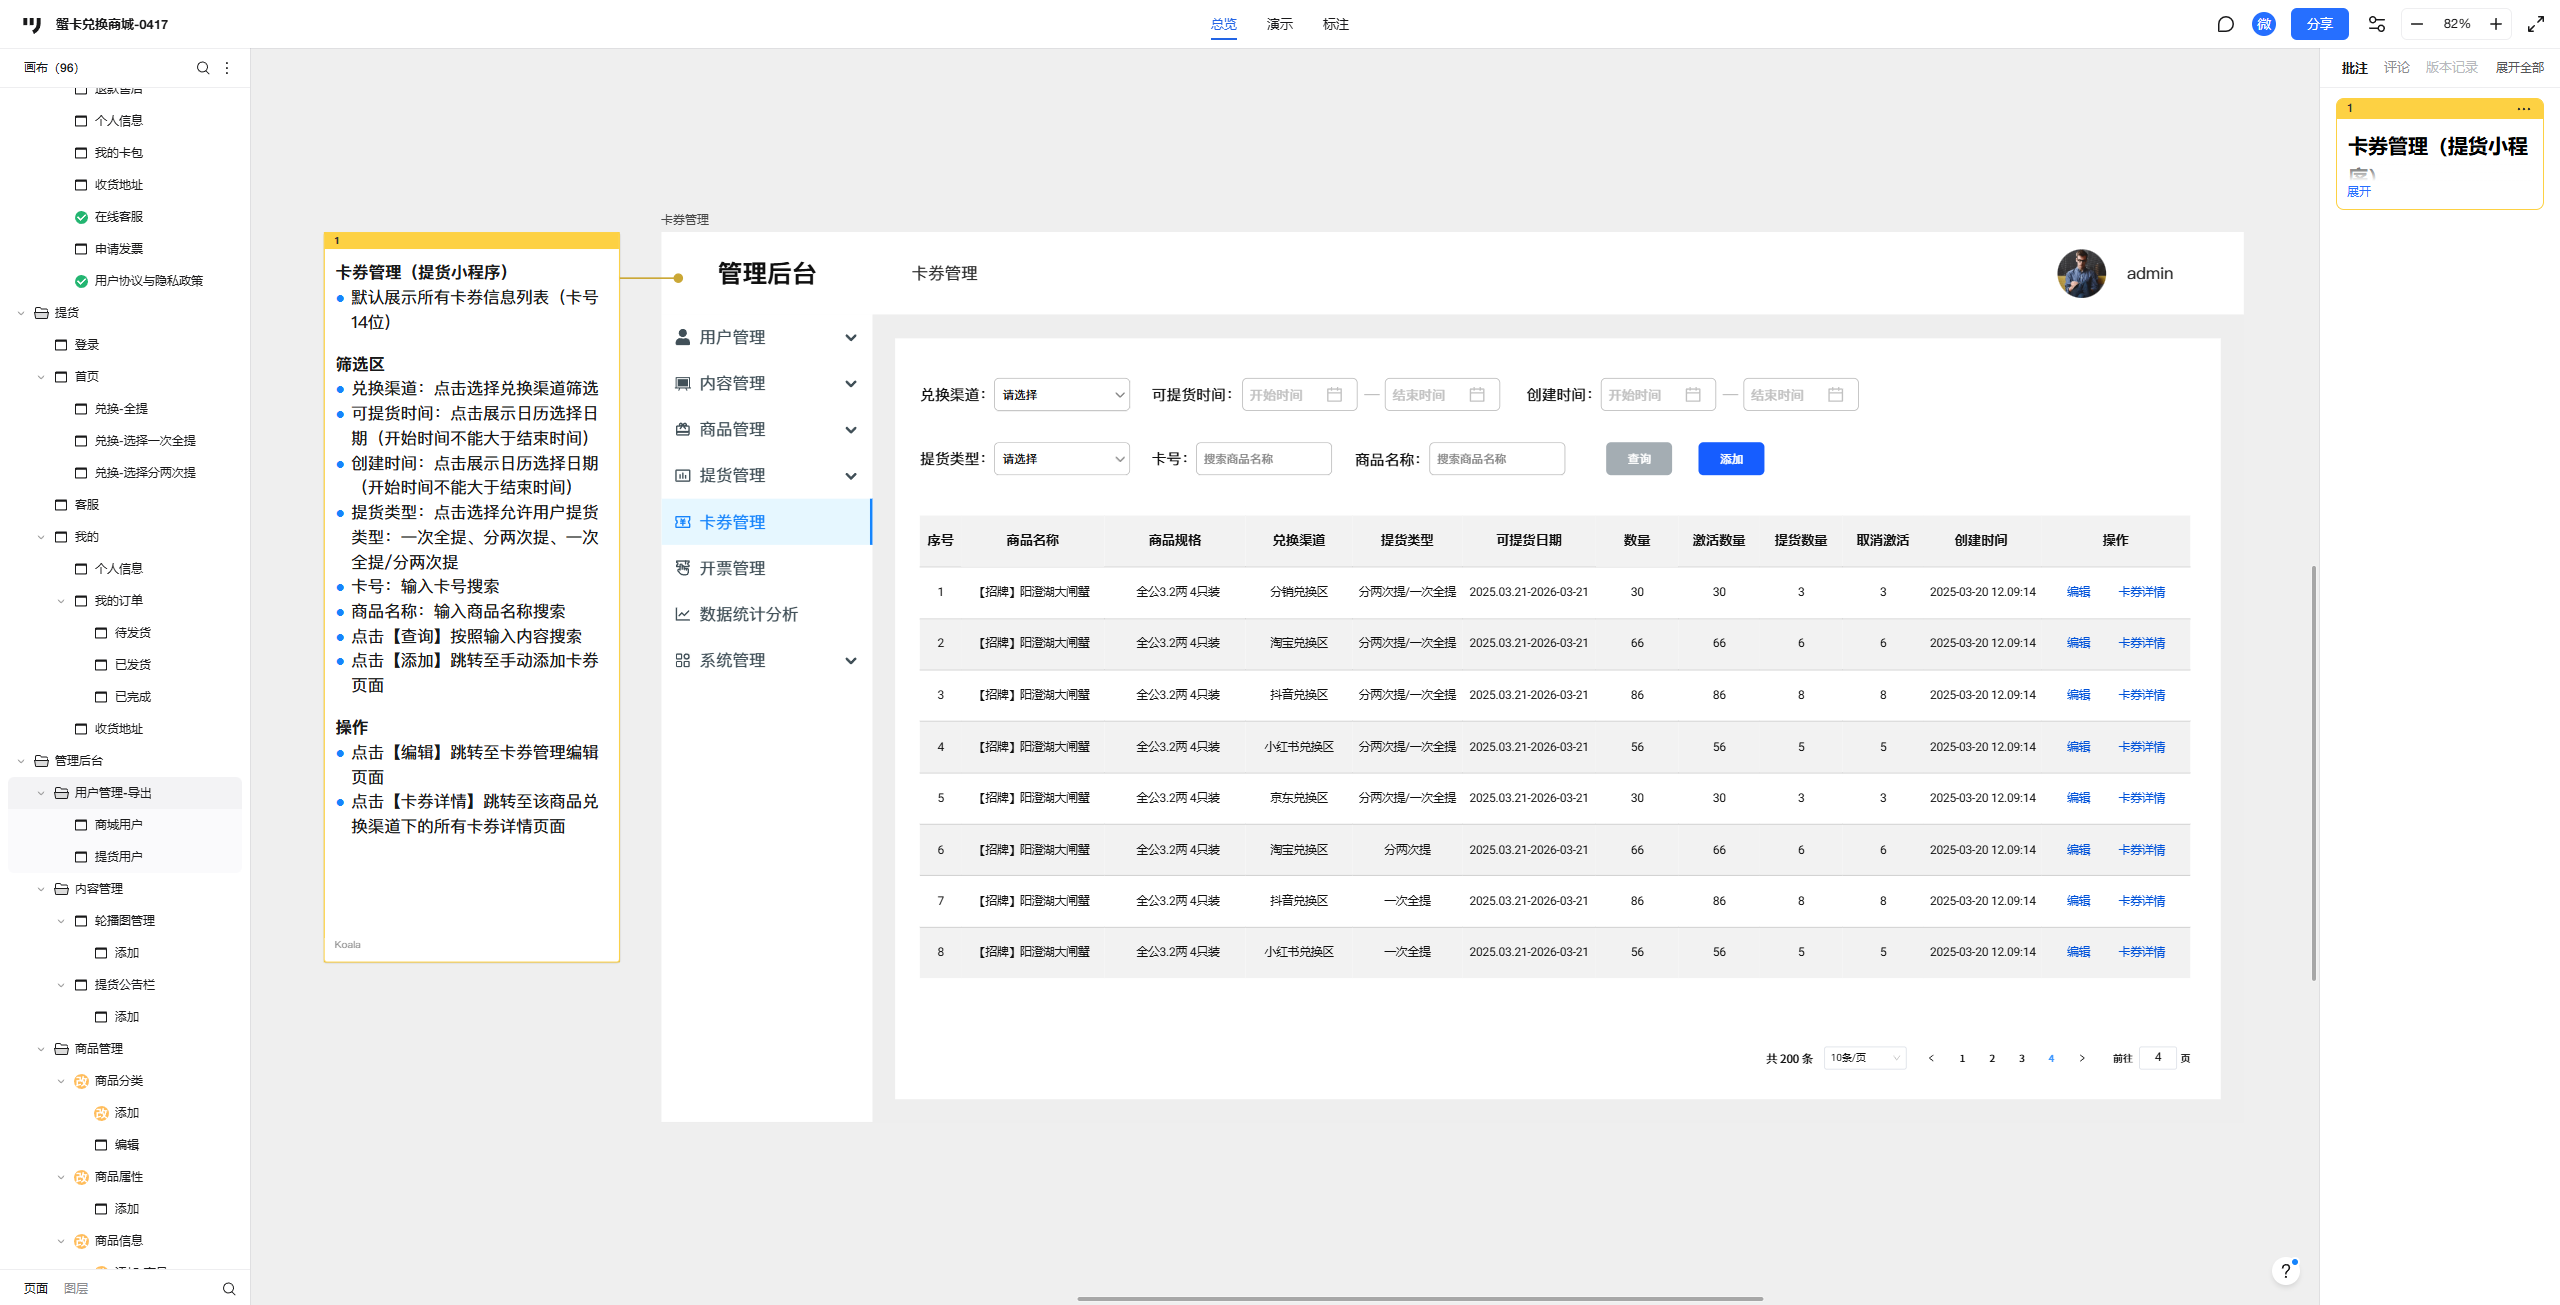 蟹卡兑换商城-0417
总览
演示
标注
微
分享
82%
画布（96）
退款售后
个人信息
我的卡包
收货地址
在线客服
申请发票
用户协议与隐私政策
提货
登录
首页
兑换-全提
兑换-选择一次全提
兑换-选择分两次提
客服
我的
个人信息
我的订单
待发货
已发货
已完成
收货地址
管理后台
用户管理-导出
商城用户
提货用户
内容管理
轮播图管理
添加
提货公告栏
添加
商品管理
改 商品分类
改 添加
编辑
改 商品属性
添加
改 商品信息
页面
图层
1
卡券管理（提货小程序）
默认展示所有卡券信息列表（卡号
14位）
筛选区
兑换渠道：点击选择兑换渠道筛选
可提货时间：点击展示日历选择日
期（开始时间不能大于结束时间）
创建时间：点击展示日历选择日期
（开始时间不能大于结束时间）
提货类型：点击选择允许用户提货
类型：一次全提、分两次提、一次
全提/分两次提
卡号：输入卡号搜索
商品名称：输入商品名称搜索
点击【查询】按照输入内容搜索
点击【添加】跳转至手动添加卡券
页面
操作
点击【编辑】跳转至卡券管理编辑
页面
点击【卡券详情】跳转至该商品兑
换渠道下的所有卡券详情页面
Koala
卡券管理
管理后台
卡券管理
admin
用户管理
内容管理
商品管理
提货管理
卡券管理
开票管理
数据统计分析
系统管理
兑换渠道： 请选择 可提货时间： 开始时间 — 结束时间 创建时间： 开始时间 — 结束时间
提货类型： 请选择 卡号： 搜索商品名称 商品名称： 搜索商品名称 查询 添加
序号 商品名称 商品规格 兑换渠道 提货类型 可提货日期 数量 激活数量 提货数量 取消激活 创建时间 操作
1 【招牌】阳澄湖大闸蟹 全公3.2两 4只装 分销兑换区 分两次提/一次全提 2025.03.21-2026-03-21 30 30 3 3 2025-03-20 12.09:14 编辑 卡券详情
2 【招牌】阳澄湖大闸蟹 全公3.2两 4只装 淘宝兑换区 分两次提/一次全提 2025.03.21-2026-03-21 66 66 6 6 2025-03-20 12.09:14 编辑 卡券详情
3 【招牌】阳澄湖大闸蟹 全公3.2两 4只装 抖音兑换区 分两次提/一次全提 2025.03.21-2026-03-21 86 86 8 8 2025-03-20 12.09:14 编辑 卡券详情
4 【招牌】阳澄湖大闸蟹 全公3.2两 4只装 小红书兑换区 分两次提/一次全提 2025.03.21-2026-03-21 56 56 5 5 2025-03-20 12.09:14 编辑 卡券详情
5 【招牌】阳澄湖大闸蟹 全公3.2两 4只装 京东兑换区 分两次提/一次全提 2025.03.21-2026-03-21 30 30 3 3 2025-03-20 12.09:14 编辑 卡券详情
6 【招牌】阳澄湖大闸蟹 全公3.2两 4只装 淘宝兑换区 分两次提 2025.03.21-2026-03-21 66 66 6 6 2025-03-20 12.09:14 编辑 卡券详情
7 【招牌】阳澄湖大闸蟹 全公3.2两 4只装 抖音兑换区 一次全提 2025.03.21-2026-03-21 86 86 8 8 2025-03-20 12.09:14 编辑 卡券详情
8 【招牌】阳澄湖大闸蟹 全公3.2两 4只装 小红书兑换区 一次全提 2025.03.21-2026-03-21 56 56 5 5 2025-03-20 12.09:14 编辑 卡券详情
共 200 条 10条/页 < 1 2 3 4 > 前往 4 页
批注
评论
版本记录
展开全部
1
卡券管理（提货小程
序）
展开
?